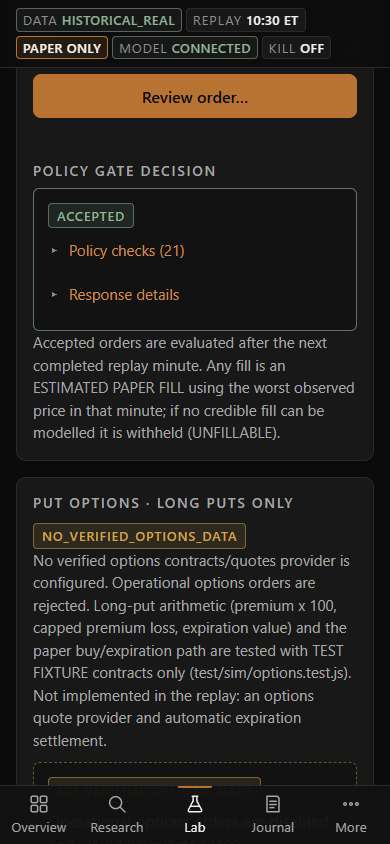 DATA HISTORICAL_REAL REPLAY 10:30 ET
PAPER ONLY MODEL CONNECTED KILL OFF
Review order...
POLICY GATE DECISION
ACCEPTED
▸ Policy checks (21)
▸ Response details
Accepted orders are evaluated after the next
completed replay minute. Any fill is an
ESTIMATED PAPER FILL using the worst observed
price in that minute; if no credible fill can be
modelled it is withheld (UNFILLABLE).
PUT OPTIONS · LONG PUTS ONLY
NO_VERIFIED_OPTIONS_DATA
No verified options contracts/quotes provider is
configured. Operational options orders are
rejected. Long-put arithmetic (premium x 100,
capped premium loss, expiration value) and the
paper buy/expiration path are tested with TEST
FIXTURE contracts only (test/sim/options.test.js).
Not implemented in the replay: an options
quote provider and automatic expiration
settlement.
Overview Research Lab Journal More